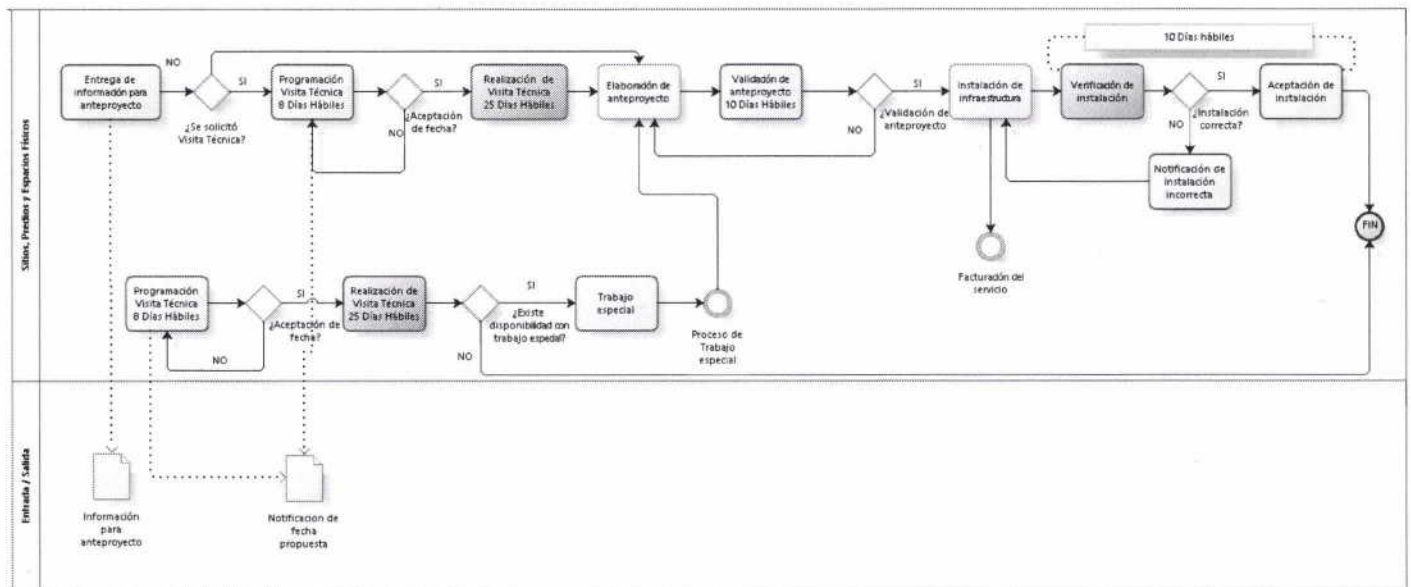 Sitios, Predios y Espacios Físicos
Entrega de
información para
anteproyecto
NO
SI
¿Se solicitó
Visita Técnica?
Programación
Visita Técnica
8 Días Hábiles
SI
NO
¿Aceptación
de fecha?
Realización de
Visita Técnica
25 Días Hábiles
Elaboración de
anteproyecto
Validación de
anteproyecto
10 Días Hábiles
SI
NO
¿Validación de
anteproyecto
Instalación de
infraestructura
10 Días hábiles
Verificación de
instalación
SI
NO
¿Instalación
correcta?
Aceptación de
instalación
Notificación de
instalación
incorrecta
FIN
Facturación del
servicio
Programación
Visita Técnica
8 Días Hábiles
SI
NO
¿Aceptación de
fecha?
Realización de
Visita Técnica
25 Días Hábiles
SI
NO
¿Existe
disponibilidad con
trabajo especial?
Trabajo
especial
Proceso de
Trabajo
especial
Entrada / Salida
Información
para
anteproyecto
Notificacion de
fecha
propuesta